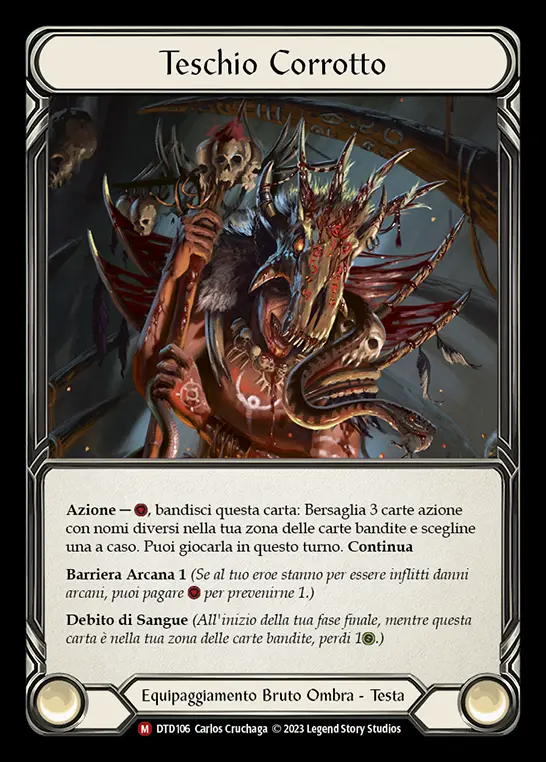 Teschio Corrotto
Azione — , bandisci questa carta: Bersaglia 3 carte azione
con nomi diversi nella tua zona delle carte bandite e scegline
una a caso. Puoi giocarla in questo turno. Continua
Barriera Arcana 1 (Se al tuo eroe stanno per essere inflitti danni
arcani, puoi pagare per prevenirne 1.)
Debito di Sangue (All'inizio della tua fase finale, mentre questa
carta è nella tua zona delle carte bandite, perdi 1.)
Equipaggiamento Bruto Ombra - Testa
M DTD106 Carlos Cruchaga © 2023 Legend Story Studios